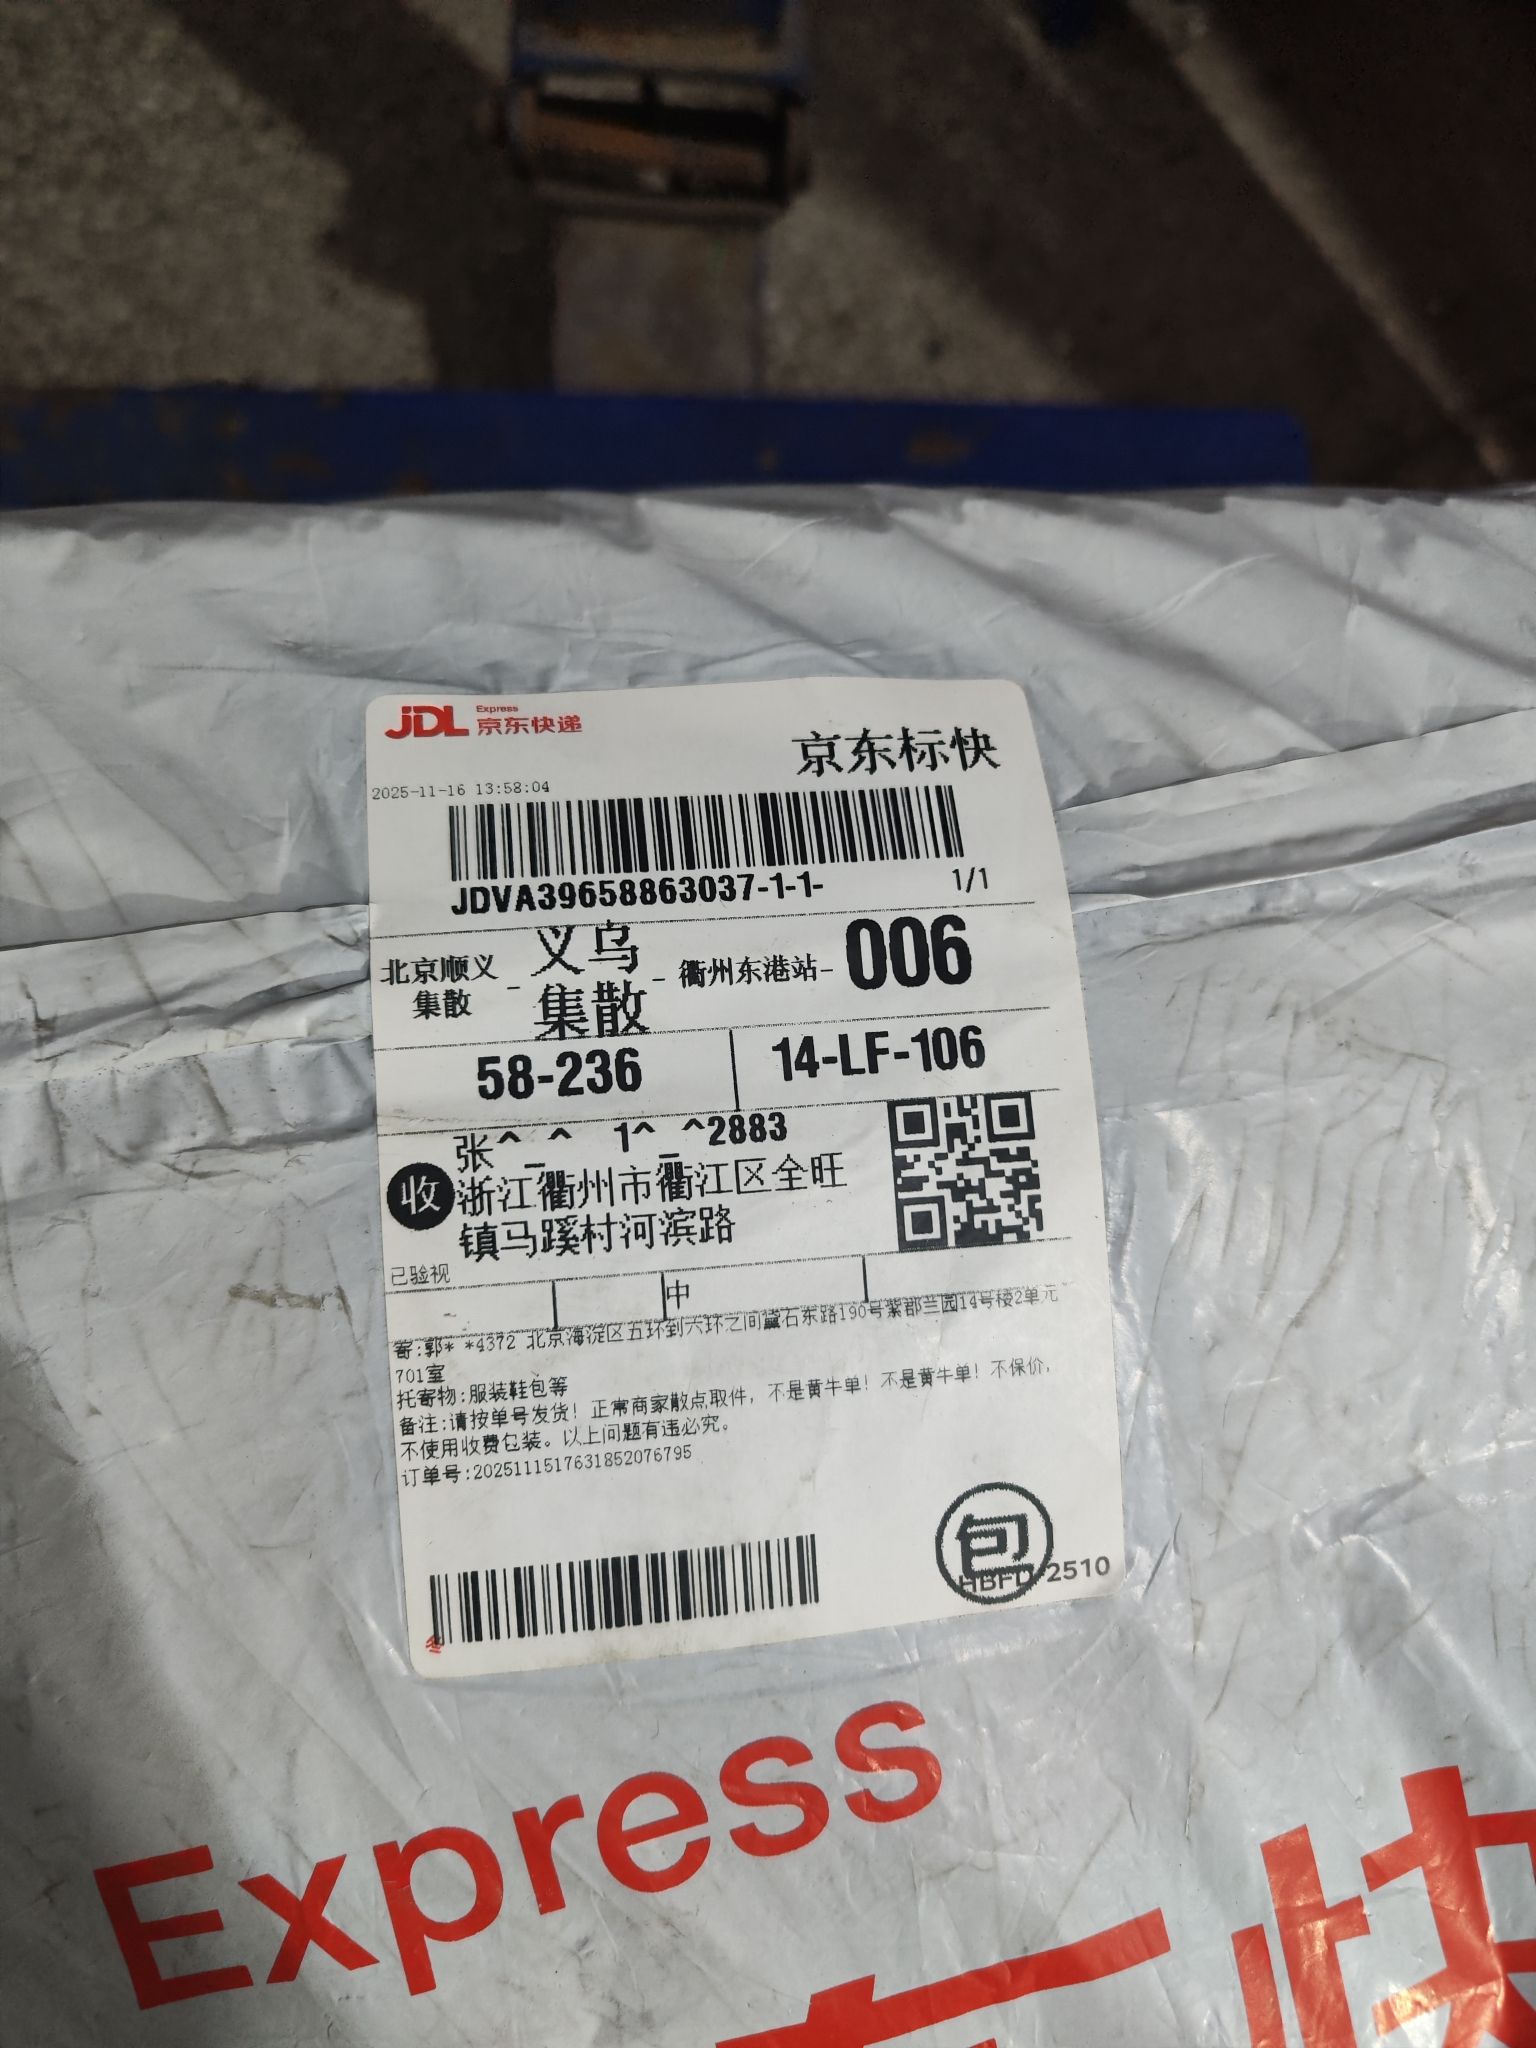 JDL Express 京东快递
京东标快
2025-11-16 13:58:04
JDVA39658863037-1-1- 1/1
北京顺义集散 - 义乌集散 - 衢州东港站- 006
58-236 14-LF-106
收 张^_^ 1^_^2883
浙江衢州市衢江区全旺
镇马蹊村河滨路
已验视
中
寄:郭* *4372 北京海淀区五环到六环之间黛石东路190号紫郡兰园14号楼2单元
701室
托寄物:服装鞋包等
备注:请按单号发货！正常商家散点取件，不是黄牛单！不是黄牛单！不保价，
不使用收费包装。以上问题有违必究。
订单号:2025111517631852076795
包
HBFD-2510
Express
快